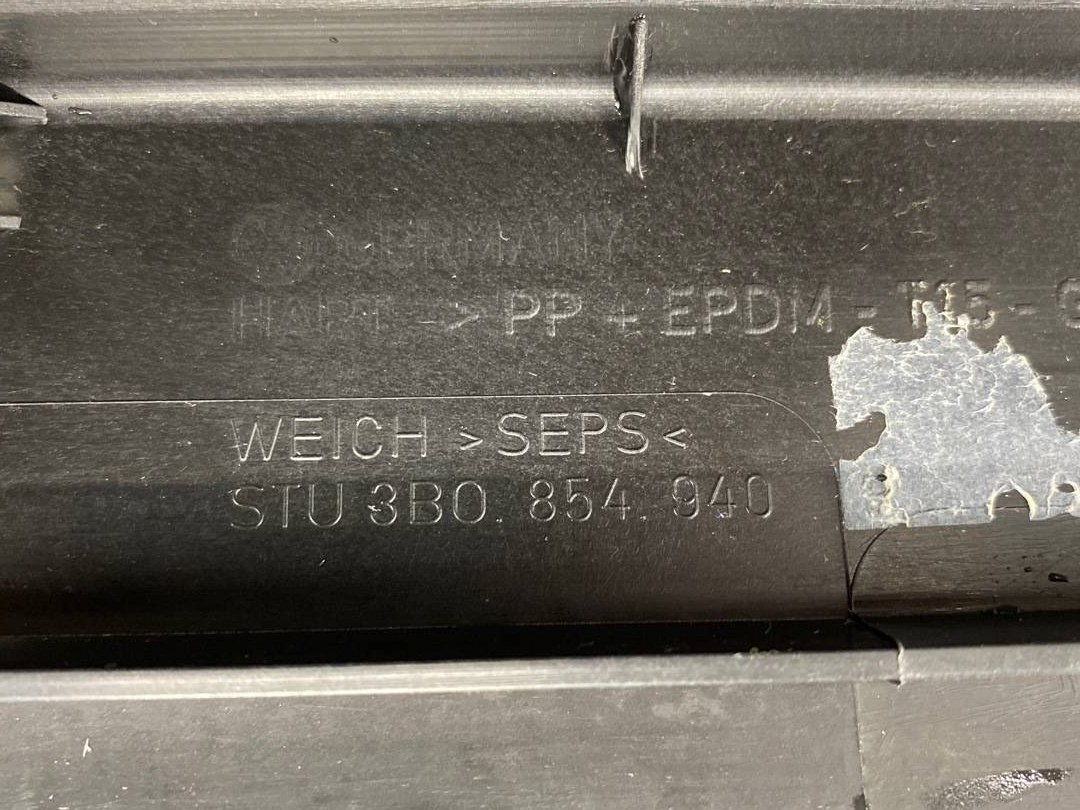 GERMANY
HART > PP + EPDM - T15 -
WEICH >SEPS<
STU 3B0. 854. 940